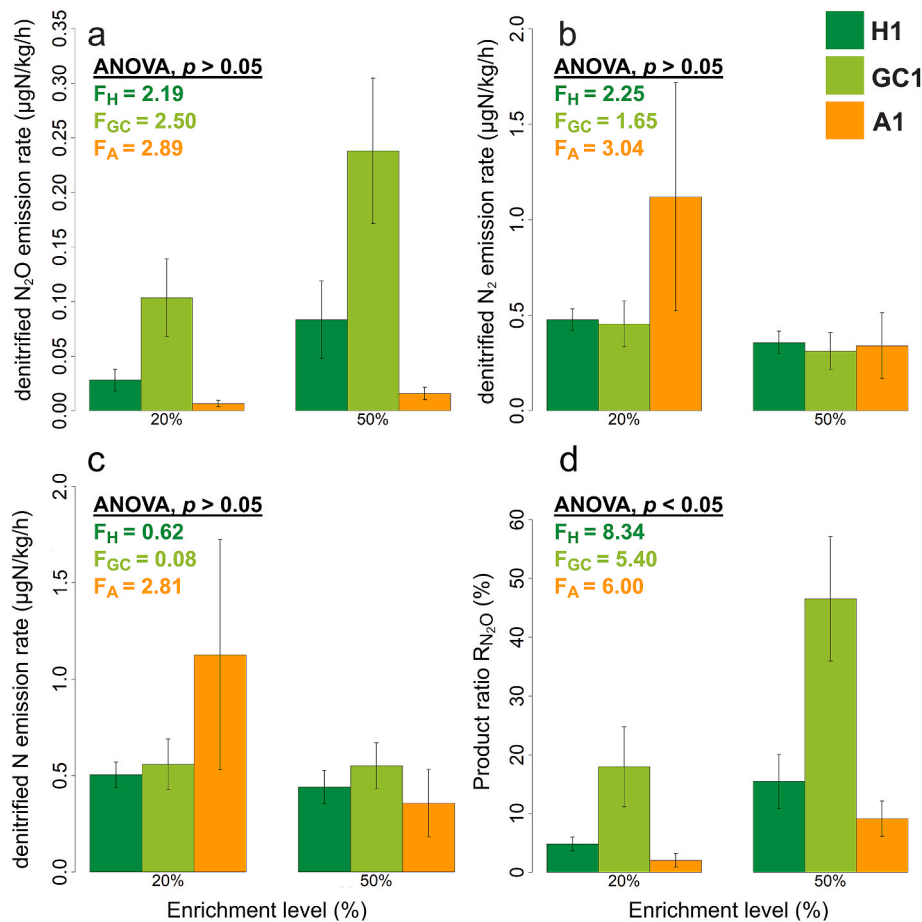 a
denitrified N₂O emission rate (µgN/kg/h)
0.35
0.30
0.25
0.20
0.15
0.10
0.05
0.00
ANOVA, p > 0.05
F_H = 2.19
F_GC = 2.50
F_A = 2.89
20%
50%
b
denitrified N₂ emission rate (µgN/kg/h)
2.0
1.5
1.0
0.5
0.0
ANOVA, p > 0.05
F_H = 2.25
F_GC = 1.65
F_A = 3.04
20%
50%
H1
GC1
A1
c
denitrified N emission rate (µgN/kg/h)
2.0
1.5
1.0
0.5
0.0
ANOVA, p > 0.05
F_H = 0.62
F_GC = 0.08
F_A = 2.81
20%
50%
Enrichment level (%)
d
Product ratio R_N₂O (%)
60
50
40
30
20
10
0
ANOVA, p < 0.05
F_H = 8.34
F_GC = 5.40
F_A = 6.00
20%
50%
Enrichment level (%)